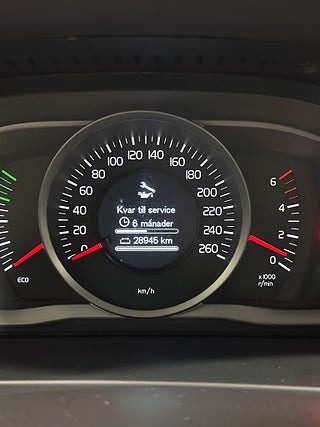 100 120 140 160
80 180
60 200
40 220
20 240
0 260
Kvar till service
6 månader
28945 km
km/h
ECO
6
4
2
0
x1000
r/min